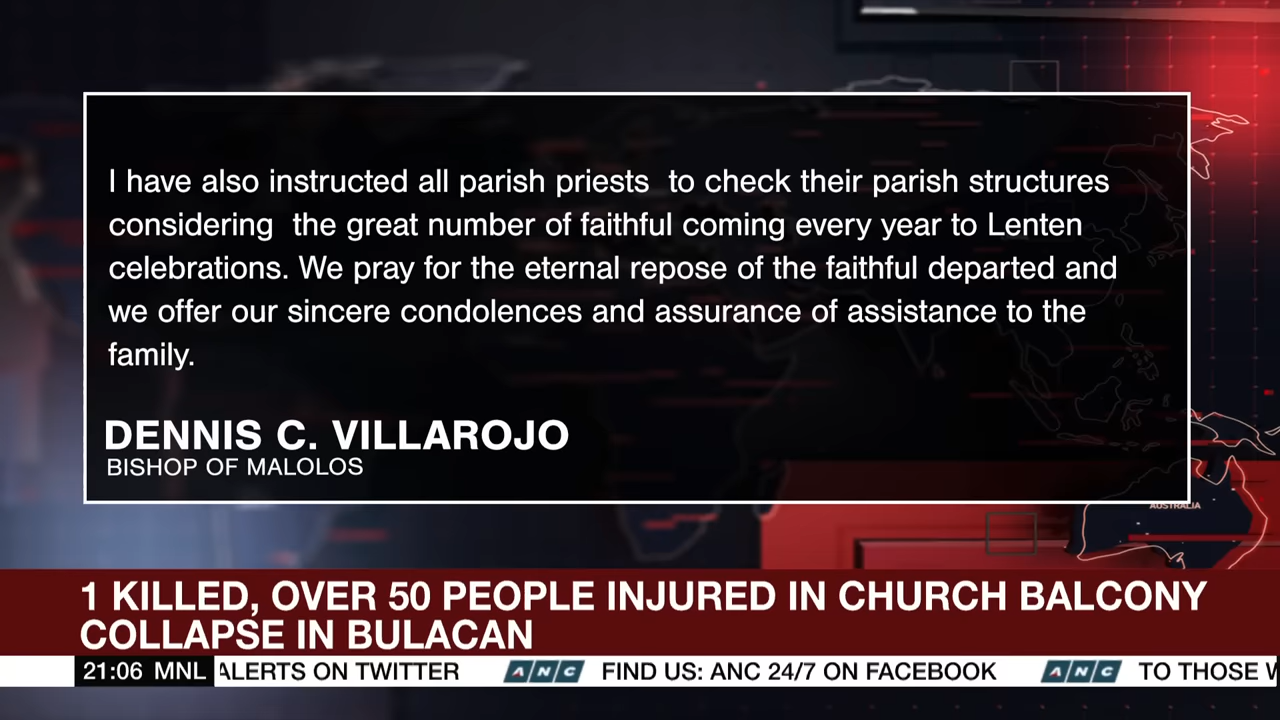 I have also instructed all parish priests  to check their parish structures
considering  the great number of faithful coming every year to Lenten
celebrations. We pray for the eternal repose of the faithful departed and
we offer our sincere condolences and assurance of assistance to the
family.
DENNIS C. VILLAROJO
BISHOP OF MALOLOS
AUSTRALIA
1 KILLED, OVER 50 PEOPLE INJURED IN CHURCH BALCONY
COLLAPSE IN BULACAN
21:06 MNL ALERTS ON TWITTER ANC FIND US: ANC 24/7 ON FACEBOOK ANC TO THOSE W